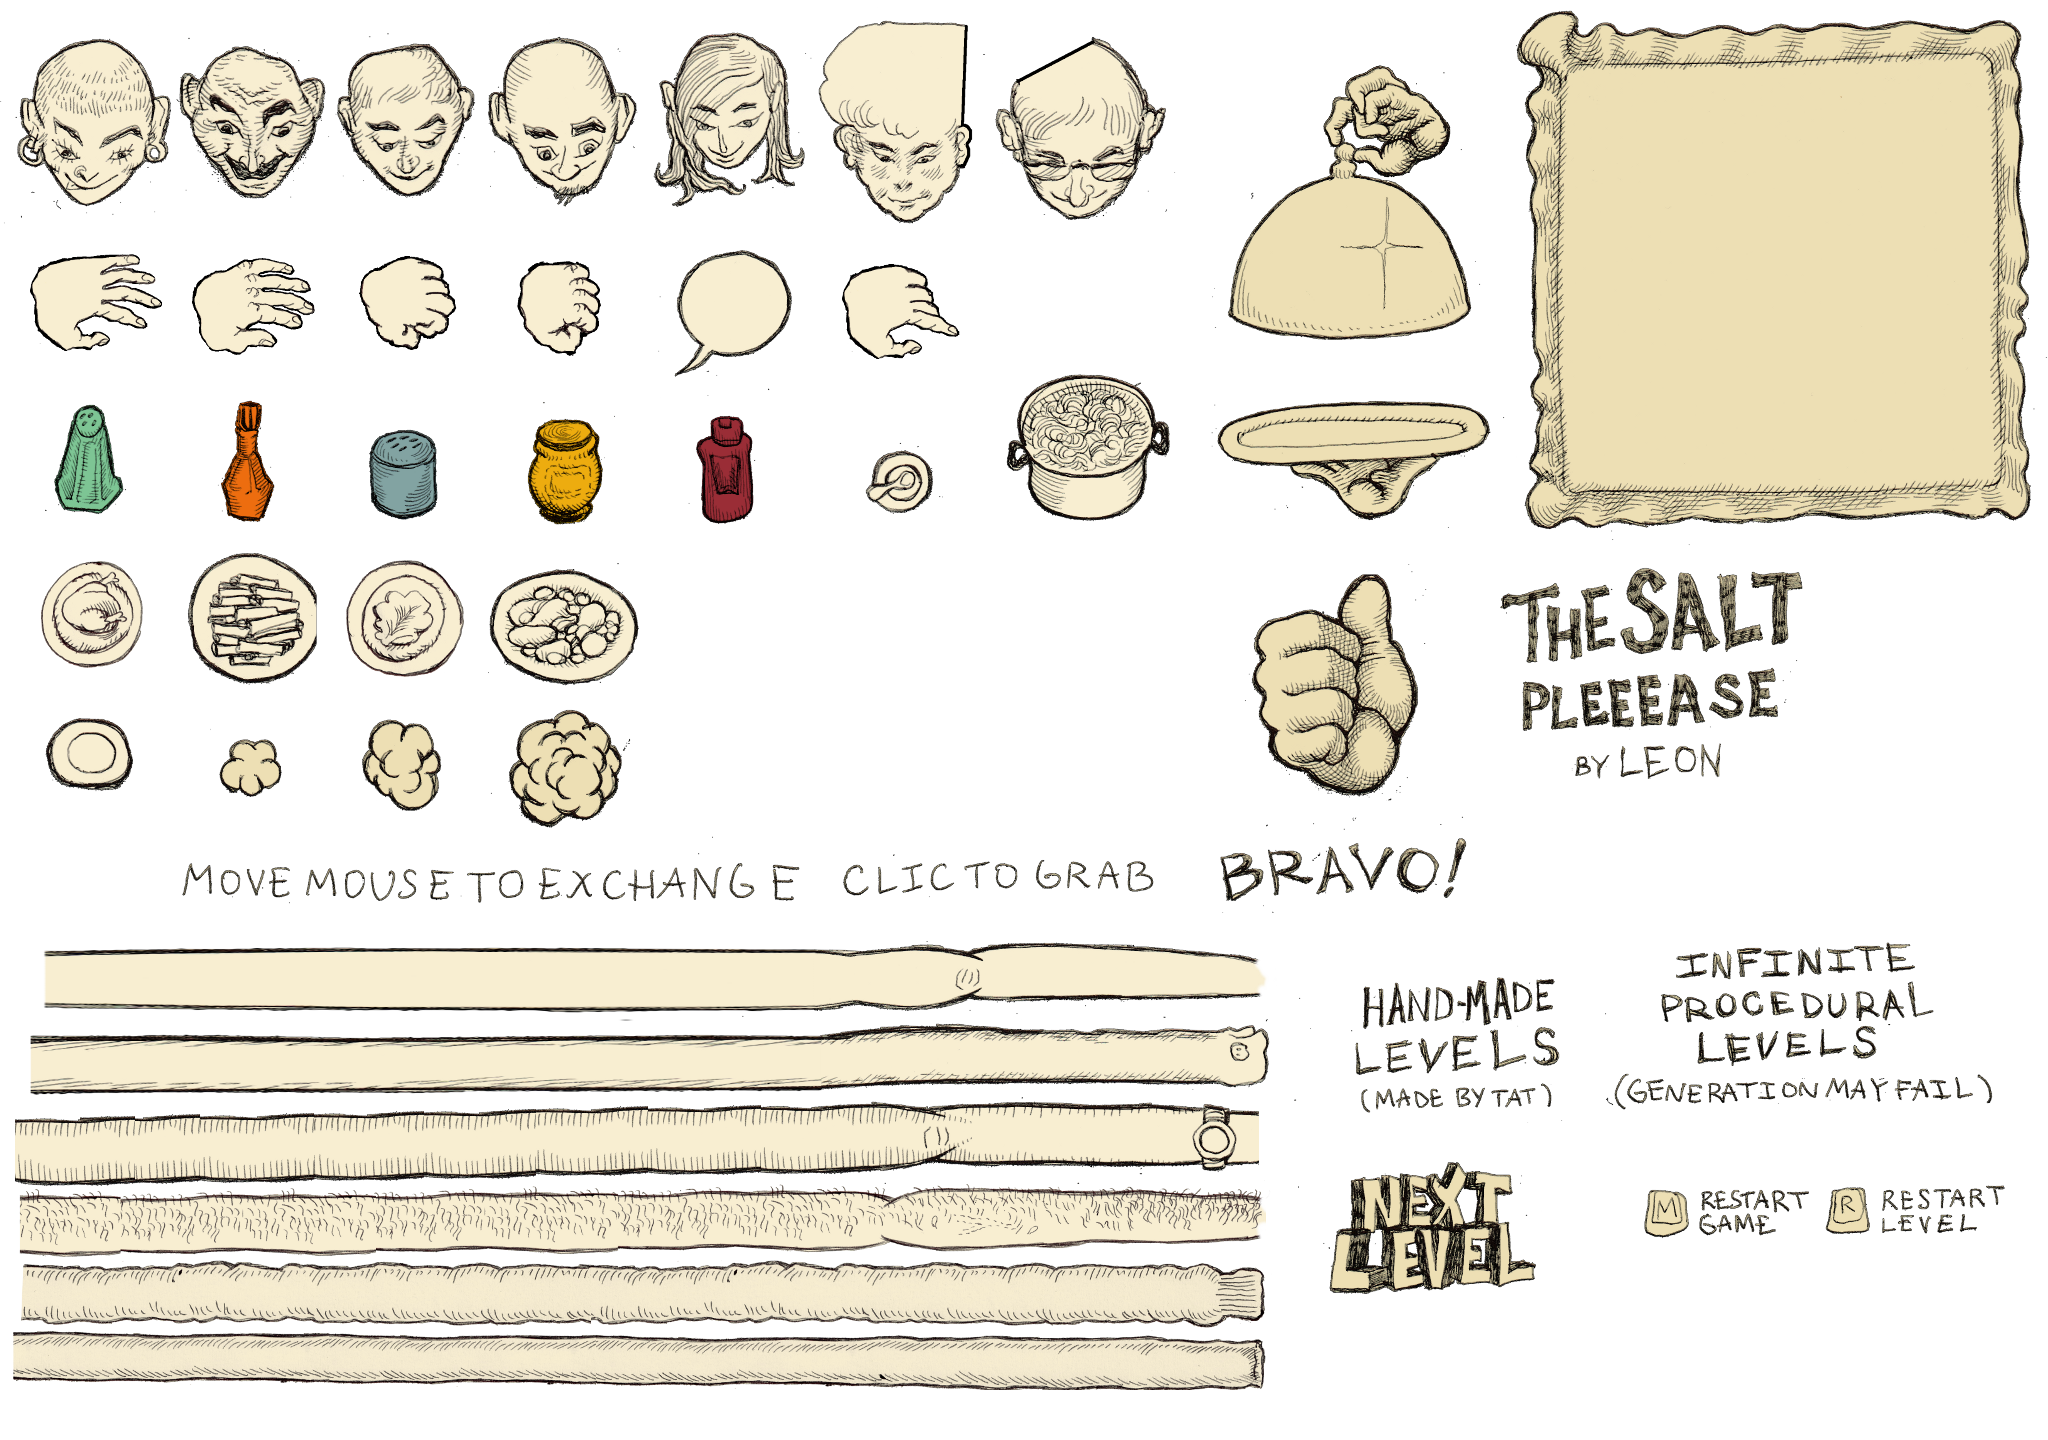 THE SALT
PLEEEASE
BY LEON
MOVE MOUSE TO EXCHANGE
CLIC TO GRAB
BRAVO!
HAND-MADE
LEVELS
(MADE BY TAT)
INFINITE
PROCEDURAL
LEVELS
(GENERATION MAY FAIL)
NEXT
LEVEL
M RESTART
GAME
R RESTART
LEVEL